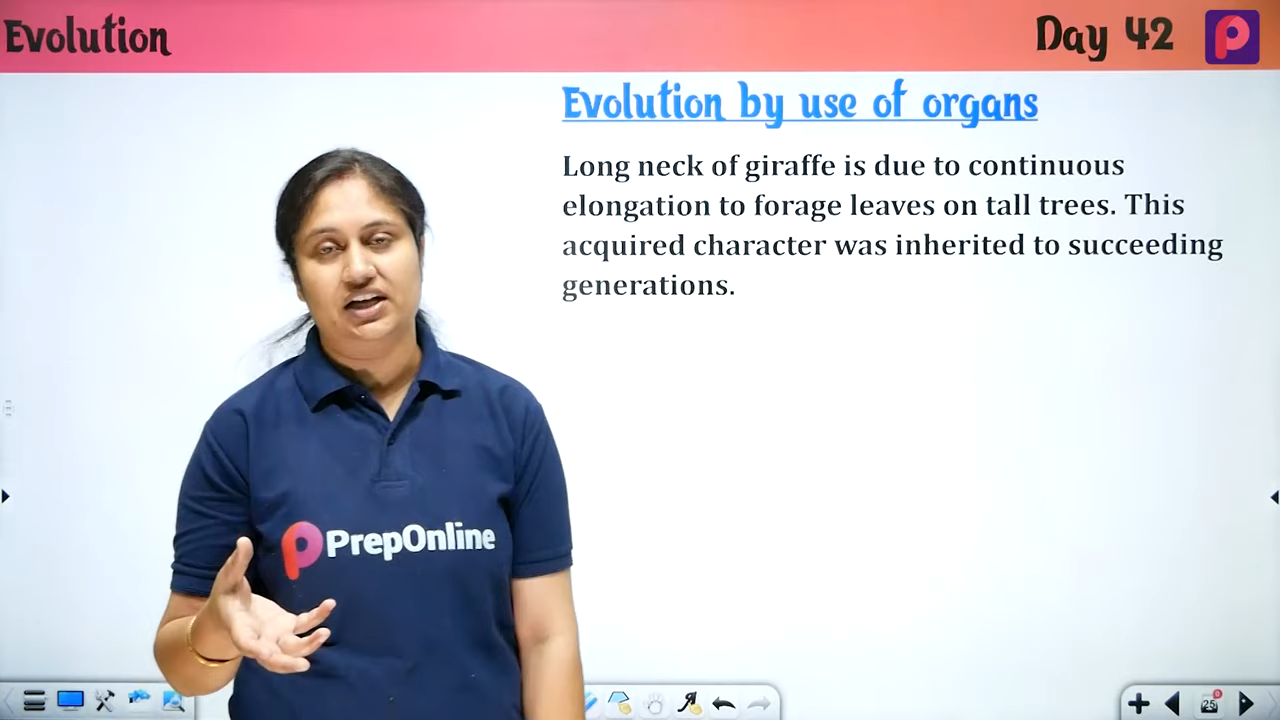 Evolution
Day 42
Evolution by use of organs
Long neck of giraffe is due to continuous
elongation to forage leaves on tall trees. This
acquired character was inherited to succeeding
generations.
PrepOnline
25